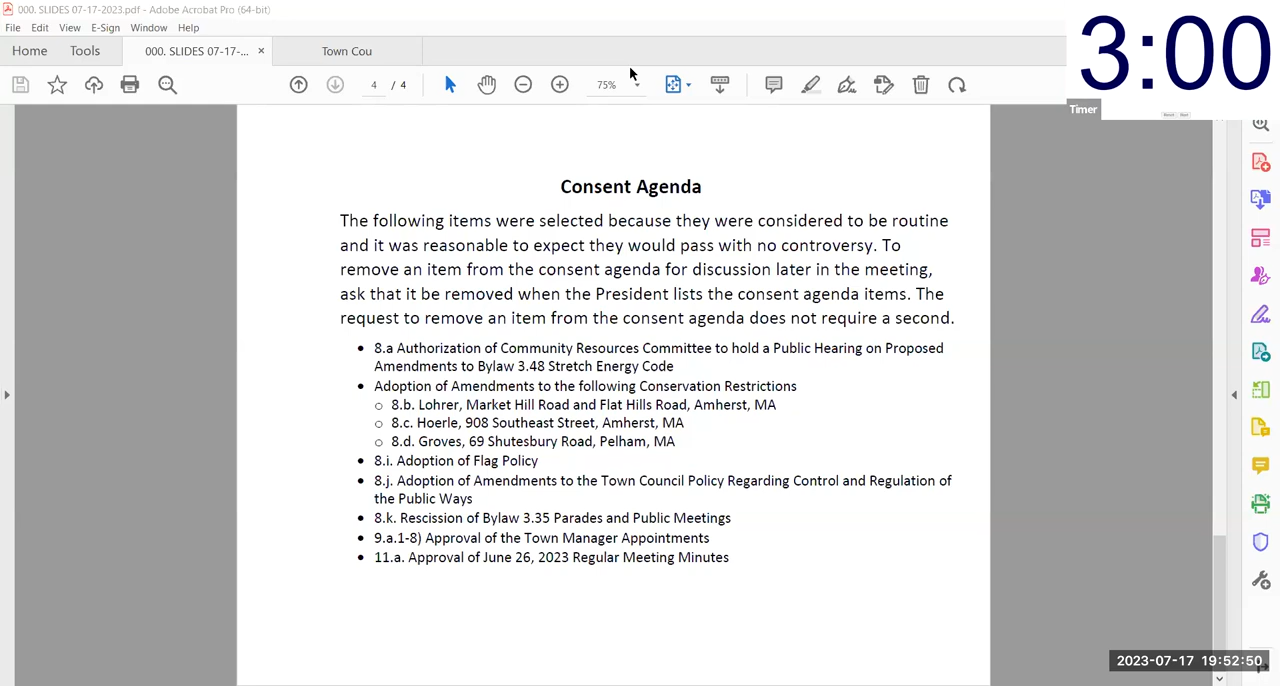 000. SLIDES 07-17-2023.pdf - Adobe Acrobat Pro (64-bit)
File Edit View E-Sign Window Help
Home Tools 000. SLIDES 07-17-... × Town Cou
4 / 4 75%
3:00
Timer
Consent Agenda
The following items were selected because they were considered to be routine
and it was reasonable to expect they would pass with no controversy. To
remove an item from the consent agenda for discussion later in the meeting,
ask that it be removed when the President lists the consent agenda items. The
request to remove an item from the consent agenda does not require a second.
• 8.a Authorization of Community Resources Committee to hold a Public Hearing on Proposed
Amendments to Bylaw 3.48 Stretch Energy Code
• Adoption of Amendments to the following Conservation Restrictions
○ 8.b. Lohrer, Market Hill Road and Flat Hills Road, Amherst, MA
○ 8.c. Hoerle, 908 Southeast Street, Amherst, MA
○ 8.d. Groves, 69 Shutesbury Road, Pelham, MA
• 8.i. Adoption of Flag Policy
• 8.j. Adoption of Amendments to the Town Council Policy Regarding Control and Regulation of
the Public Ways
• 8.k. Rescission of Bylaw 3.35 Parades and Public Meetings
• 9.a.1-8) Approval of the Town Manager Appointments
• 11.a. Approval of June 26, 2023 Regular Meeting Minutes
2023-07-17 19:52:50